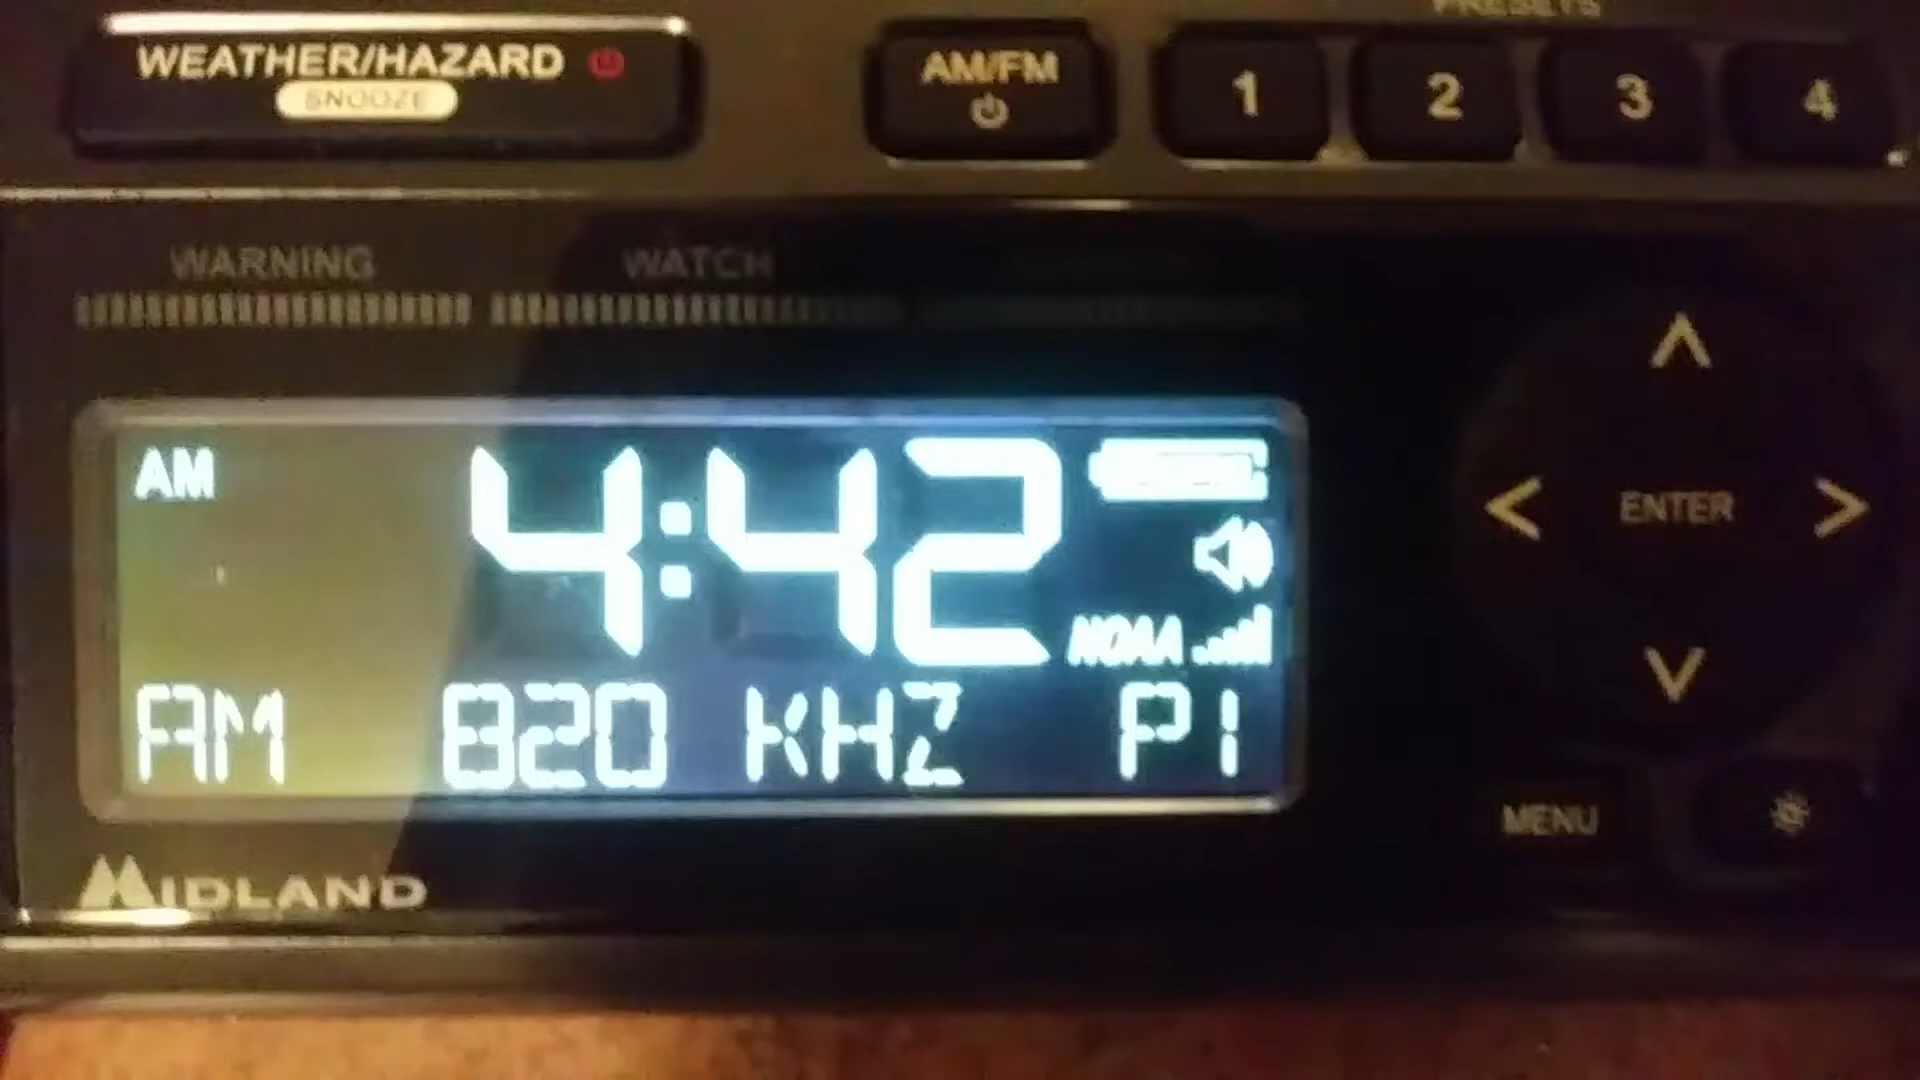 PRESETS
WEATHER/HAZARD
SNOOZE
AM/FM
1 2 3 4
WARNING WATCH
AM 4:42
NOAA
AM 820 KHZ P1
ENTER
MENU
MIDLAND